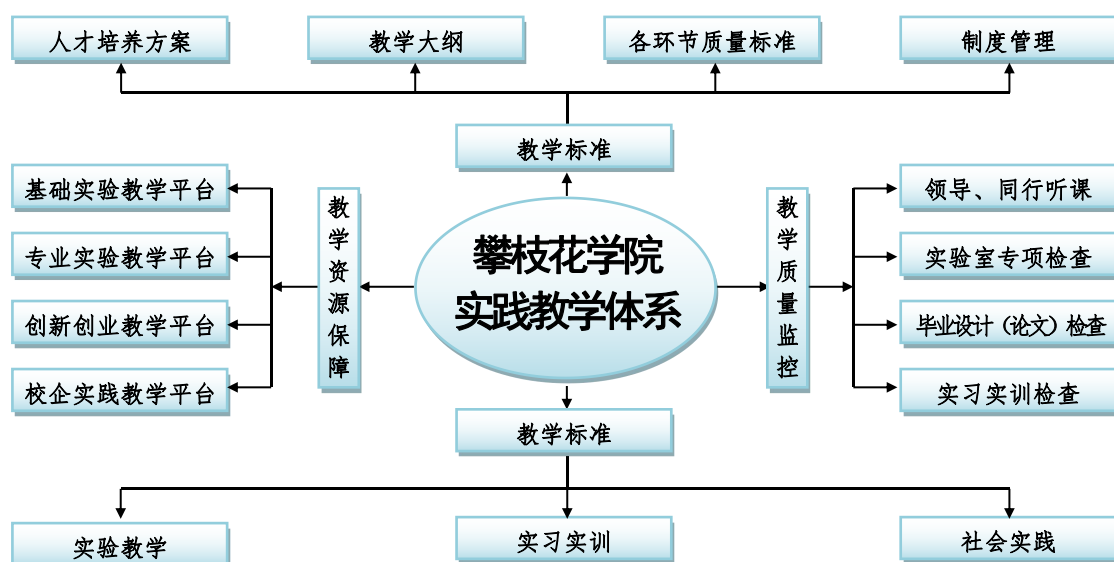 人才培养方案
教学大纲
各环节质量标准
制度管理
教学标准
基础实验教学平台
专业实验教学平台
创新创业教学平台
校企实践教学平台
教学资源保障
攀枝花学院
实践教学体系
教学质量监控
领导、同行听课
实验室专项检查
毕业设计（论文）检查
实习实训检查
教学标准
实验教学
实习实训
社会实践